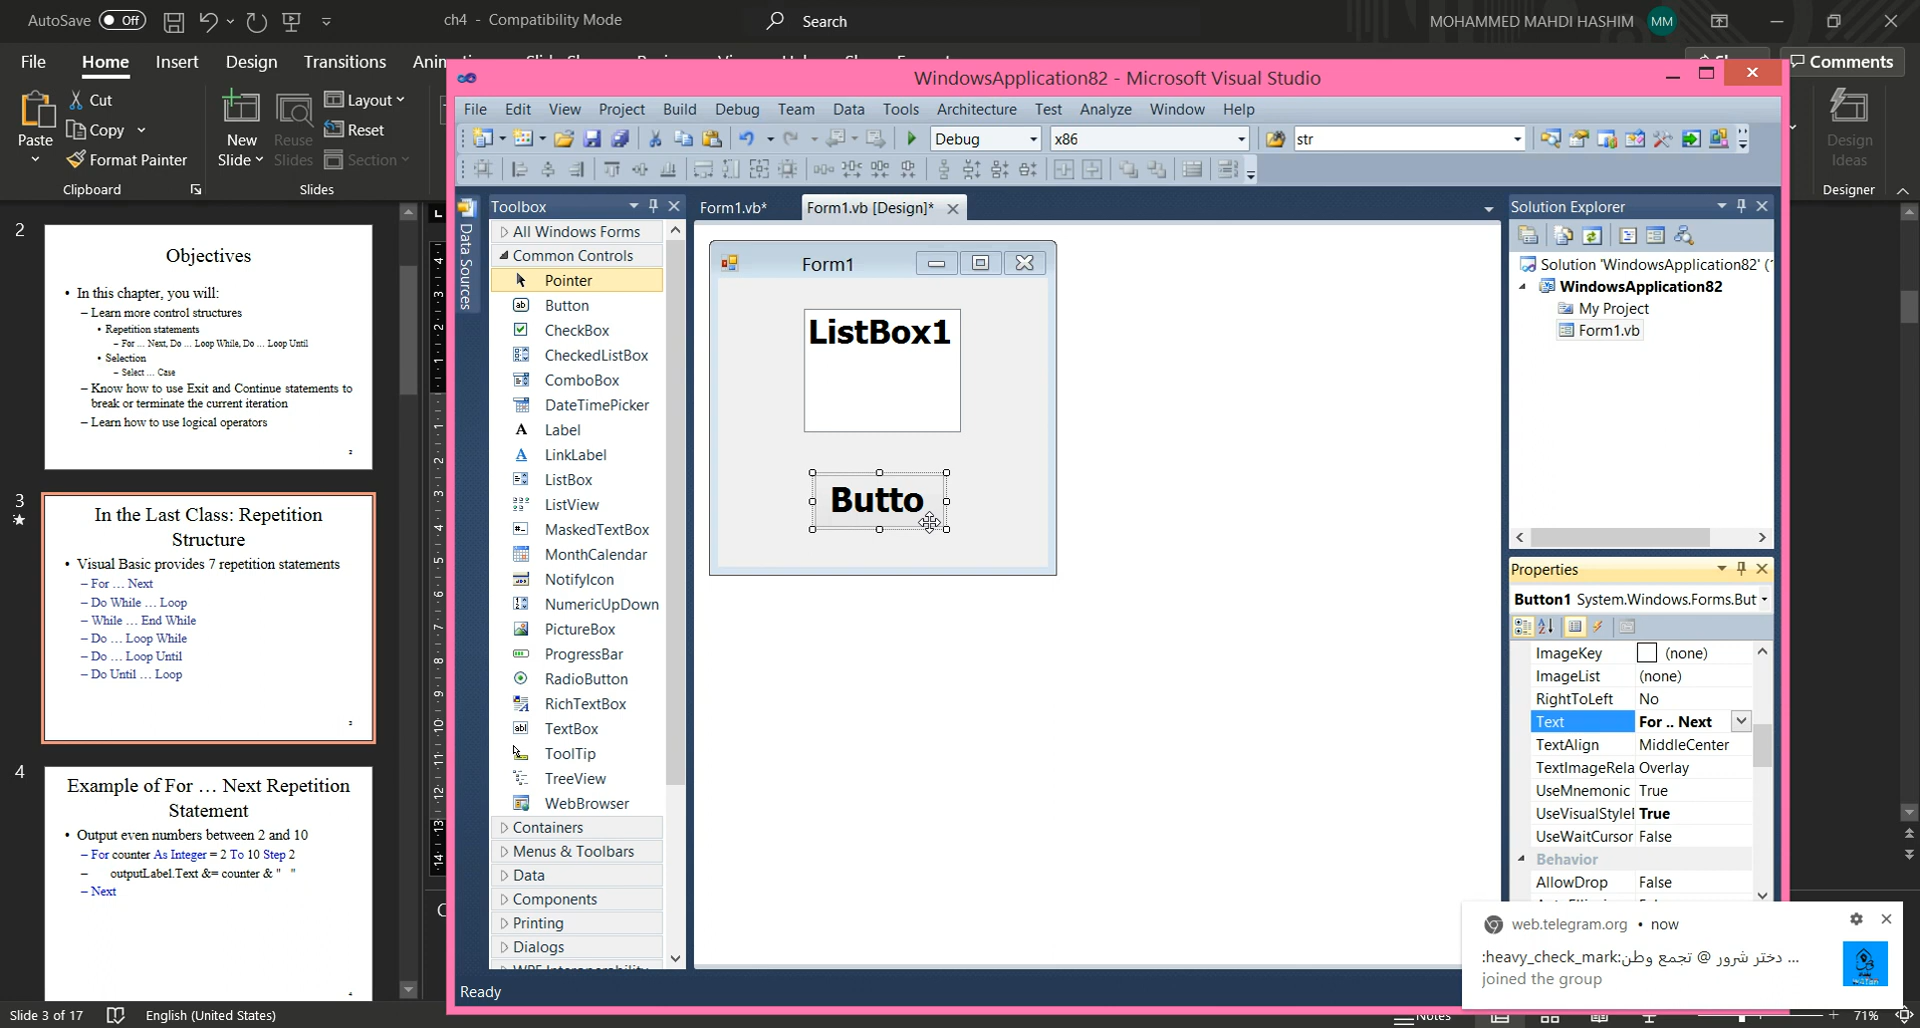 AutoSave Off
ch4 - Compatibility Mode
Search
MOHAMMED MAHDI HASHIM MM
File Home Insert Design Transitions
Comments
Paste
Cut
Copy
Format Painter
Clipboard
New
Slide
Reuse
Slides
Layout
Reset
Section
Slides
Design
Ideas
Designer
2
Objectives
• In this chapter, you will:
– Learn more control structures
• Repetition statements
– For … Next, Do … Loop While, Do … Loop Until
• Selection
– Select … Case
– Know how to use Exit and Continue statements to
break or terminate the current iteration
– Learn how to use logical operators
2
3
In the Last Class: Repetition
Structure
• Visual Basic provides 7 repetition statements
– For … Next
– Do While … Loop
– While … End While
– Do … Loop While
– Do … Loop Until
– Do Until … Loop
3
4
Example of For … Next Repetition
Statement
• Output even numbers between 2 and 10
– For counter As Integer = 2 To 10 Step 2
– outputLabel.Text &= counter & " "
– Next
WindowsApplication82 - Microsoft Visual Studio
File Edit View Project Build Debug Team Data Tools Architecture Test Analyze Window Help
Debug
x86
str
Data Sources
Toolbox
All Windows Forms
Common Controls
Pointer
Button
CheckBox
CheckedListBox
ComboBox
DateTimePicker
Label
LinkLabel
ListBox
ListView
MaskedTextBox
MonthCalendar
NotifyIcon
NumericUpDown
PictureBox
ProgressBar
RadioButton
RichTextBox
TextBox
ToolTip
TreeView
WebBrowser
Containers
Menus & Toolbars
Data
Components
Printing
Dialogs
Form1.vb*
Form1.vb [Design]*
Form1
ListBox1
Butto
Solution Explorer
Solution 'WindowsApplication82' (
WindowsApplication82
My Project
Form1.vb
Properties
Button1 System.Windows.Forms.But
ImageKey (none)
ImageList (none)
RightToLeft No
Text For .. Next
TextAlign MiddleCenter
TextImageRela Overlay
UseMnemonic True
UseVisualStylel True
UseWaitCursor False
Behavior
AllowDrop False
web.telegram.org • now
:heavy_check_mark:دختر شرور @ تجمع وطن ...
joined the group
Ready
Slide 3 of 17 English (United States)
Notes
71%